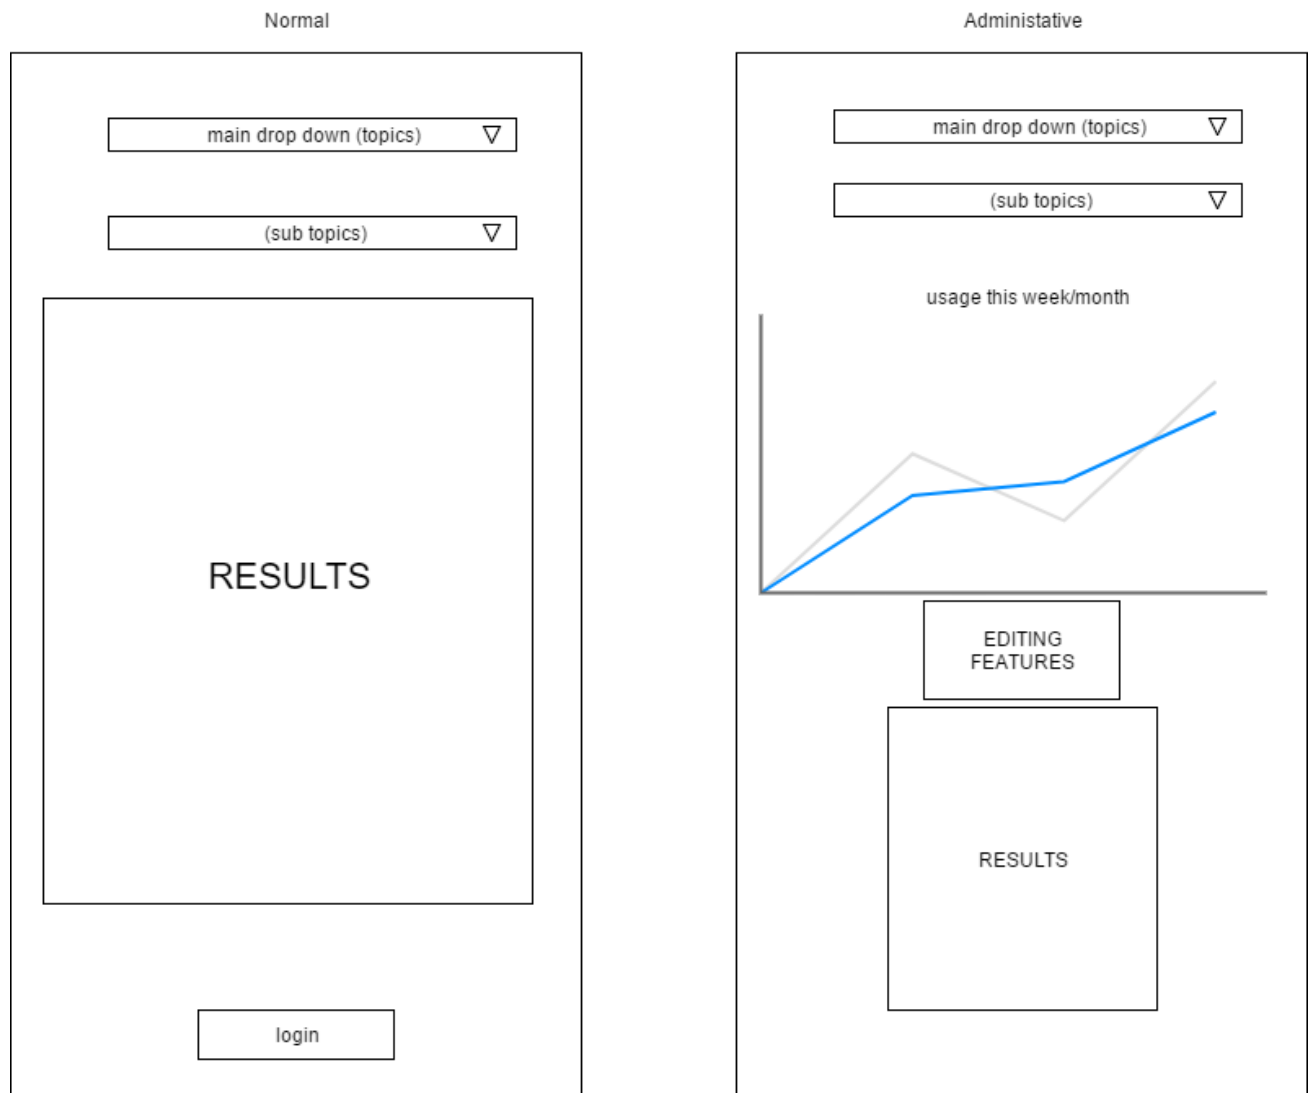 Normal
main drop down (topics)
(sub topics)
RESULTS
login
Administative
main drop down (topics)
(sub topics)
usage this week/month
EDITING
FEATURES
RESULTS